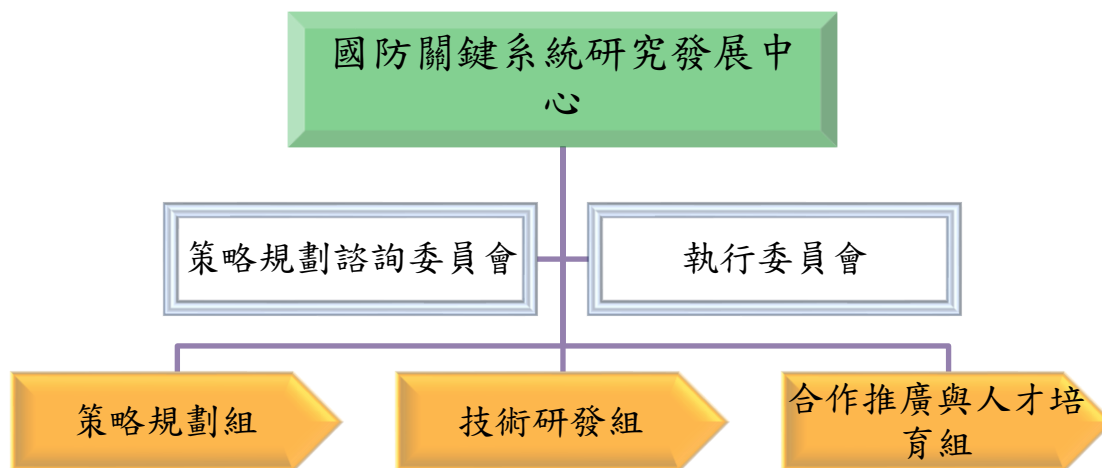 國防關鍵系統研究發展中
心
策略規劃諮詢委員會
執行委員會
策略規劃組
技術研發組
合作推廣與人才培
育組